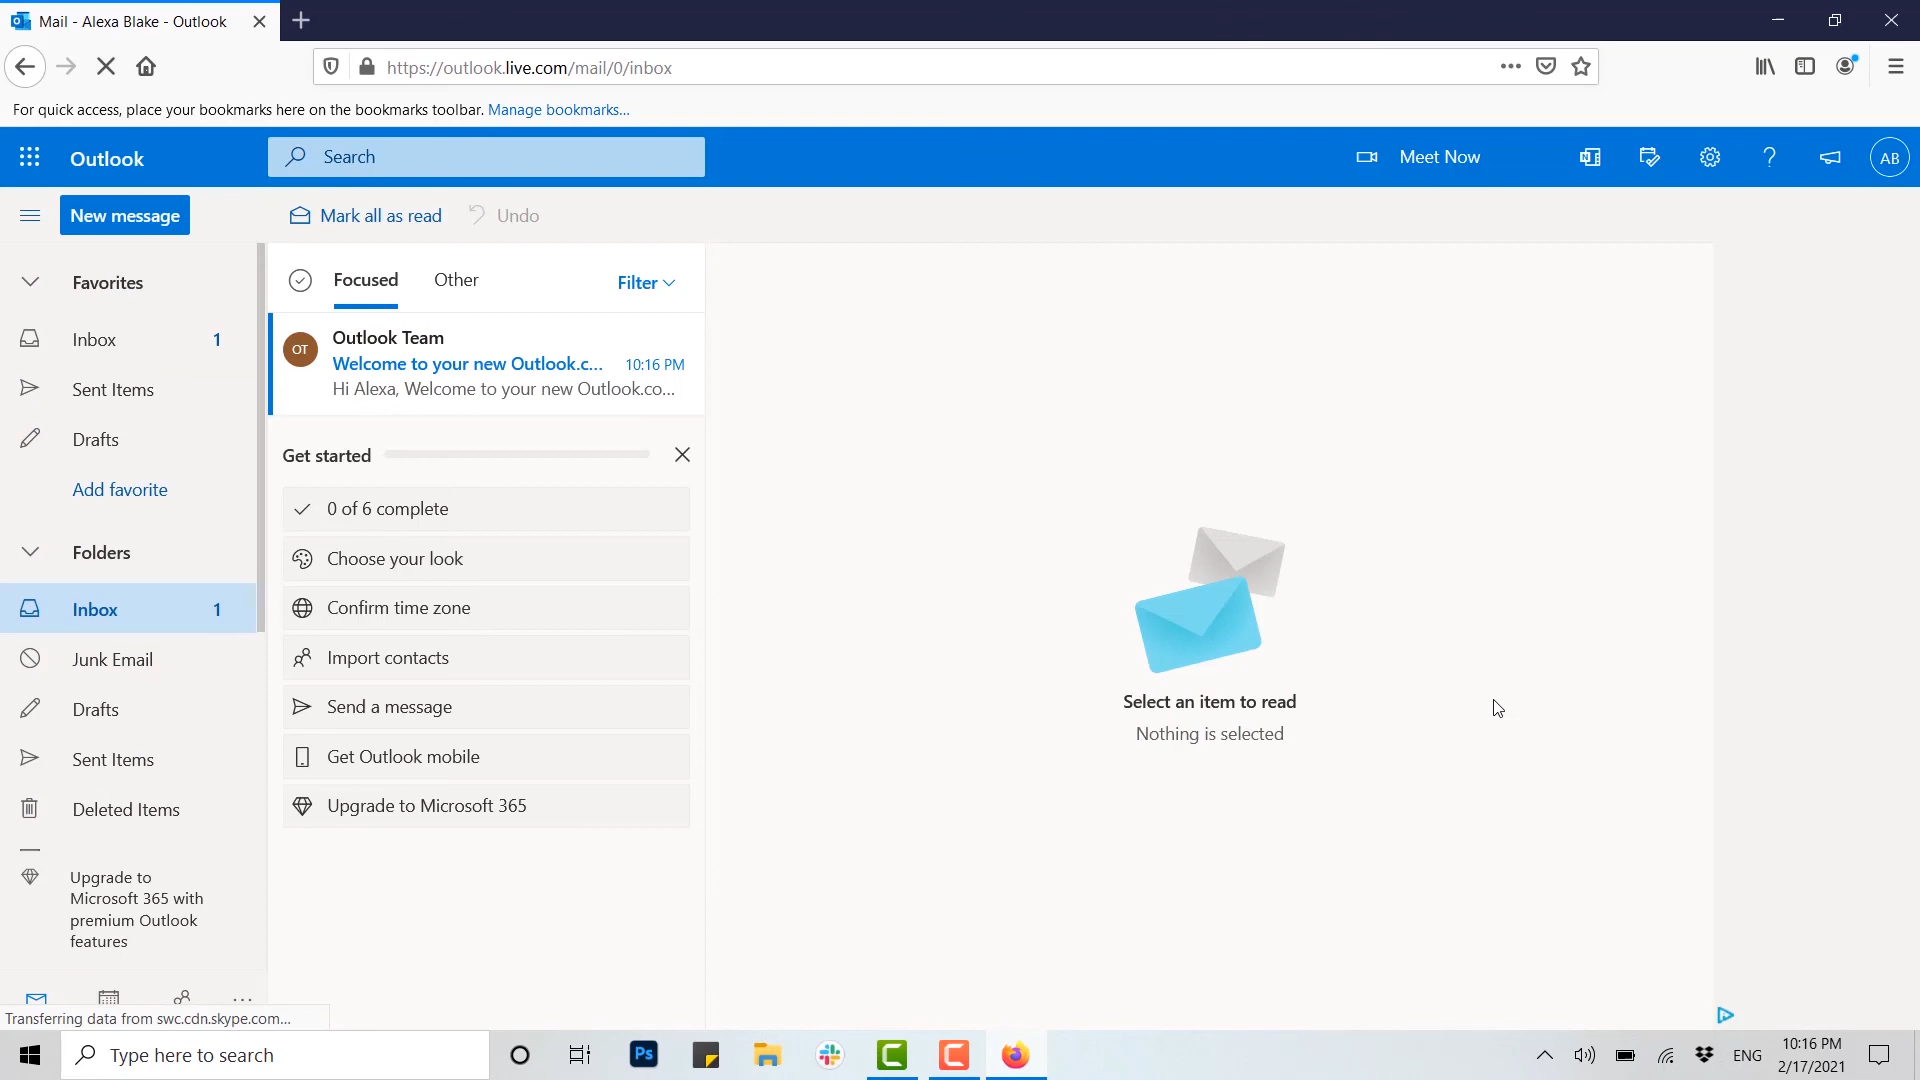 Mail - Alexa Blake - Outlook
https://outlook.live.com/mail/0/inbox
For quick access, place your bookmarks here on the bookmarks toolbar. Manage bookmarks...
Outlook
Search
Meet Now
AB
New message
Mark all as read
Undo
Favorites
Inbox 1
Sent Items
Drafts
Add favorite
Folders
Inbox 1
Junk Email
Drafts
Sent Items
Deleted Items
Upgrade to
Microsoft 365 with
premium Outlook
features
Focused Other Filter
OT
Outlook Team
Welcome to your new Outlook.c... 10:16 PM
Hi Alexa, Welcome to your new Outlook.co...
Get started
0 of 6 complete
Choose your look
Confirm time zone
Import contacts
Send a message
Get Outlook mobile
Upgrade to Microsoft 365
Select an item to read
Nothing is selected
Transferring data from swc.cdn.skype.com...
Type here to search
Ps
ENG
10:16 PM
2/17/2021